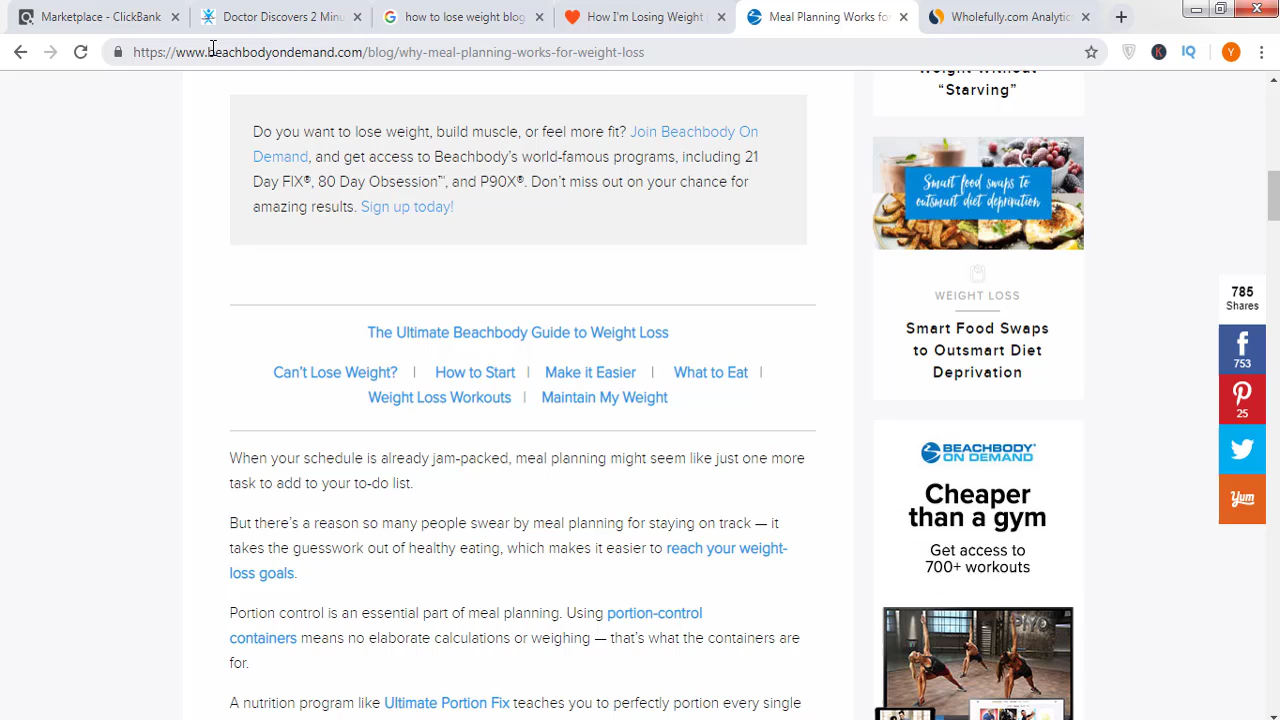 Marketplace - ClickBank
Doctor Discovers 2 Minu
how to lose weight blog
How I'm Losing Weight
Meal Planning Works for
Wholefully.com Analytic
https://www.beachbodyondemand.com/blog/why-meal-planning-works-for-weight-loss
IQ
K
Y
Do you want to lose weight, build muscle, or feel more fit? Join Beachbody On
Demand, and get access to Beachbody's world-famous programs, including 21
Day Fix®, 80 Day Obsession™, and P90X®. Don't miss out on your chance for
amazing results. Sign up today!
The Ultimate Beachbody Guide to Weight Loss
Can't Lose Weight? | How to Start | Make it Easier | What to Eat |
Weight Loss Workouts | Maintain My Weight
When schedule is already jam-packed, meal planning might seem like just one more
task to add to your to-do list.
But there's a reason so many people swear by meal planning for staying on track — it
takes the guesswork out of healthy eating, which makes it easier to reach your weight-
loss goals.
Portion control is an essential part of meal planning. Using portion-control
containers means no elaborate calculations or weighing — that's what the containers are
for.
A nutrition plan like Ultimate Portion Fix teaches you to perfectly portion every single
Weight Without
"Starving"
Smart food swaps to
outsmart diet deprivation
WEIGHT LOSS
Smart Food Swaps
to Outsmart Diet
Deprivation
BEACHBODY®
ON DEMAND
Cheaper
than a gym
Get access to
700+ workouts
785
Shares
753
25
Yum